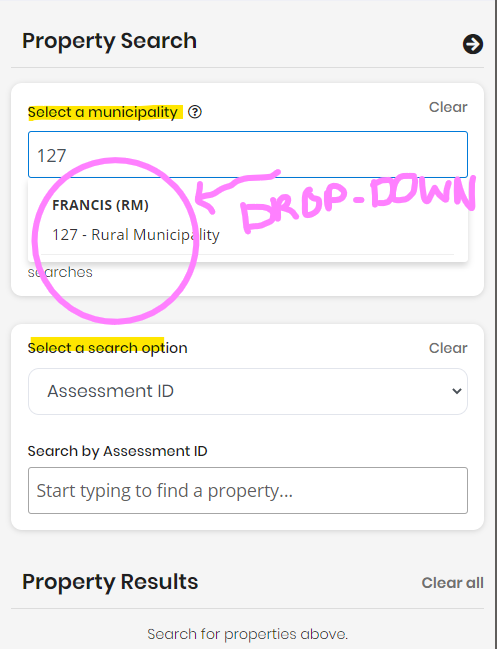 Property Search
Select a municipality
Clear
127
FRANCIS (RM)
127 - Rural Municipality
DROP-DOWN
searches
Select a search option
Clear
Assessment ID
Search by Assessment ID
Start typing to find a property...
Property Results
Clear all
Search for properties above.